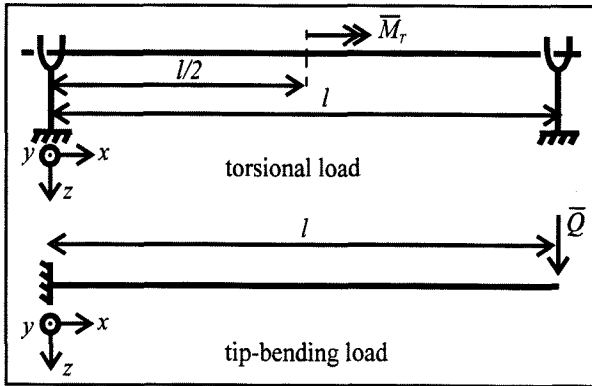 M̅ᵣ
l/2
l
y x
z
torsional load
l
Q̅
y x
z
tip-bending load